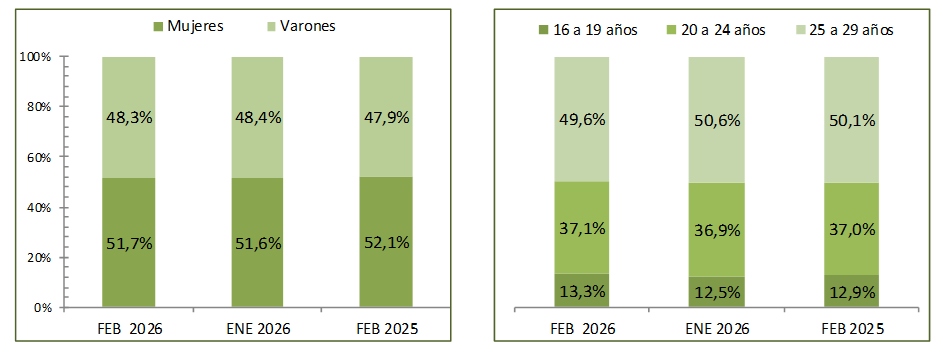 Mujeres Varones
100%
80%
60%
40%
20%
0%
48,3% 48,4% 47,9%
51,7% 51,6% 52,1%
FEB 2026 ENE 2026 FEB 2025
16 a 19 años 20 a 24 años 25 a 29 años
49,6% 50,6% 50,1%
37,1% 36,9% 37,0%
13,3% 12,5% 12,9%
FEB 2026 ENE 2026 FEB 2025